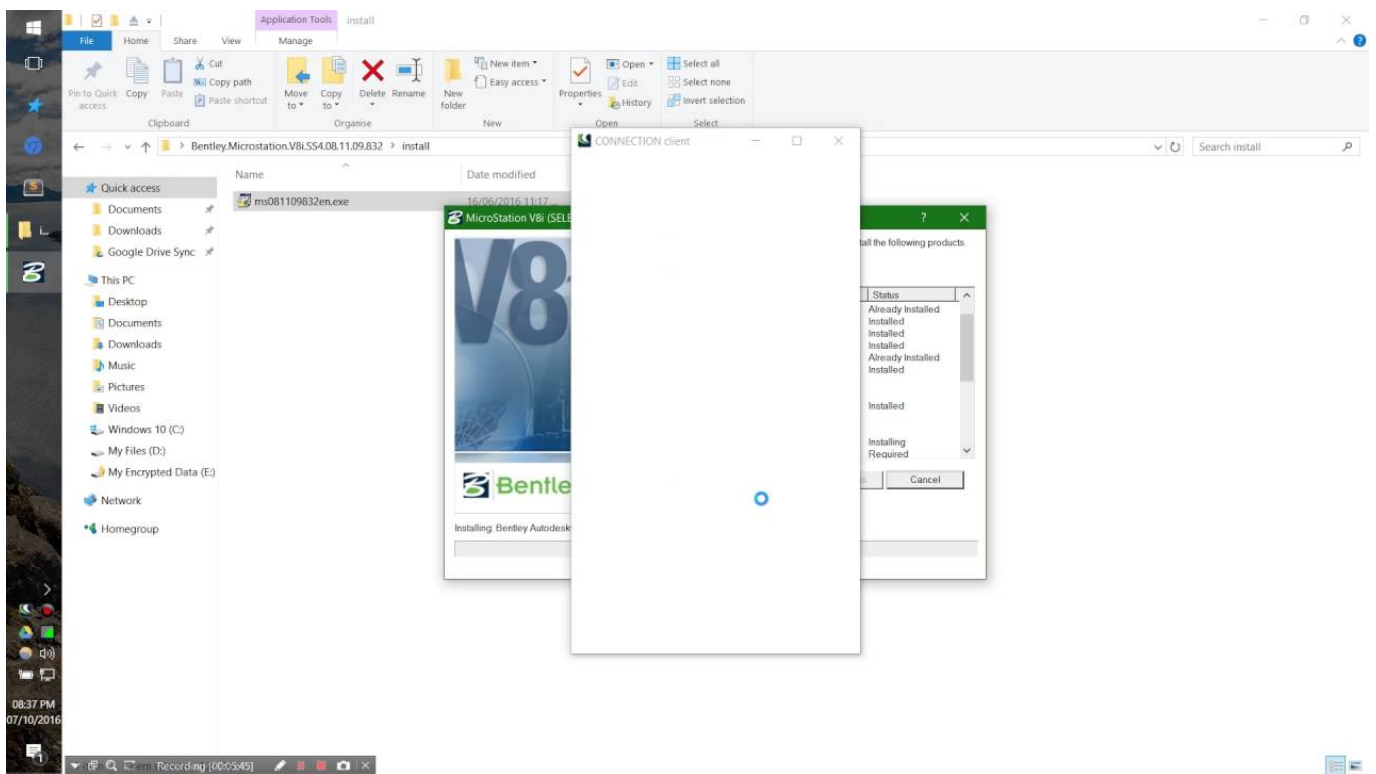 Application Tools install
File Home Share View Manage
Pin to Quick access
Copy
Paste
Cut
Copy path
Paste shortcut
Move to
Copy to
Delete
Rename
New folder
New item
Easy access
Properties
Open
Edit
History
Select all
Select none
Invert selection
Clipboard Organise New Open Select
Bentley.Microstation.V8i.SS4.08.11.09.832 > install
Search install
Name Date modified
ms081109832en.exe 16/06/2016 11:17 ...
Quick access
Documents
Downloads
Google Drive Sync
This PC
Desktop
Documents
Downloads
Music
Pictures
Videos
Windows 10 (C:)
My Files (D:)
My Encrypted Data (E:)
Network
Homegroup
CONNECTION client
MicroStation V8i (SELE
tall the following products
V8
Status
Already Installed
Installed
Installed
Installed
Already Installed
Installed
Installed
Installing
Required
Cancel
Bentle
Installing: Bentley Autodesk
i...
08:37 PM
07/10/2016
1
Recording [00:05:45]